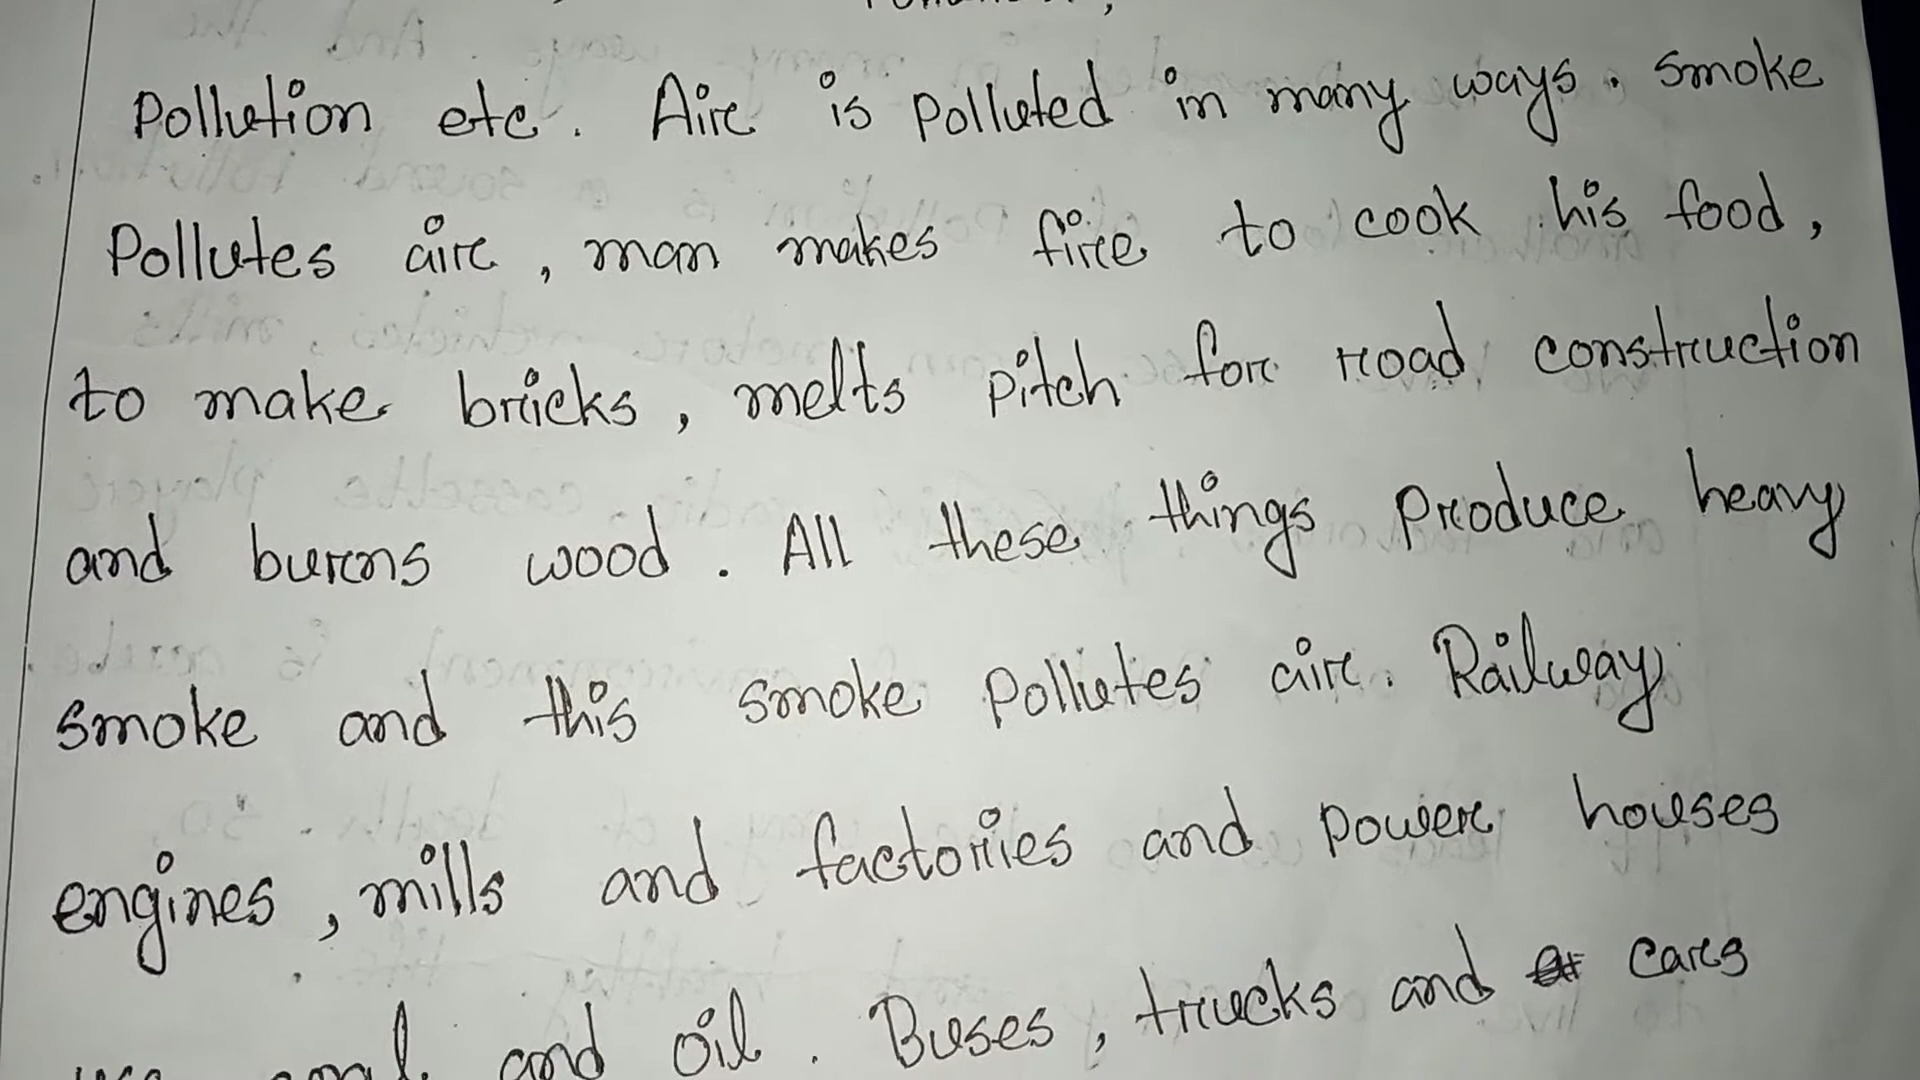 Pollution etc. Air is polluted in many ways. Smoke
Pollutes air, man makes fire to cook his food,
to make bricks, melts pitch for road construction
and burns wood. All these things produce heavy
smoke and this smoke pollutes air. Railway
engines, mills and factories and power houses
and oil. Buses, trucks and cars